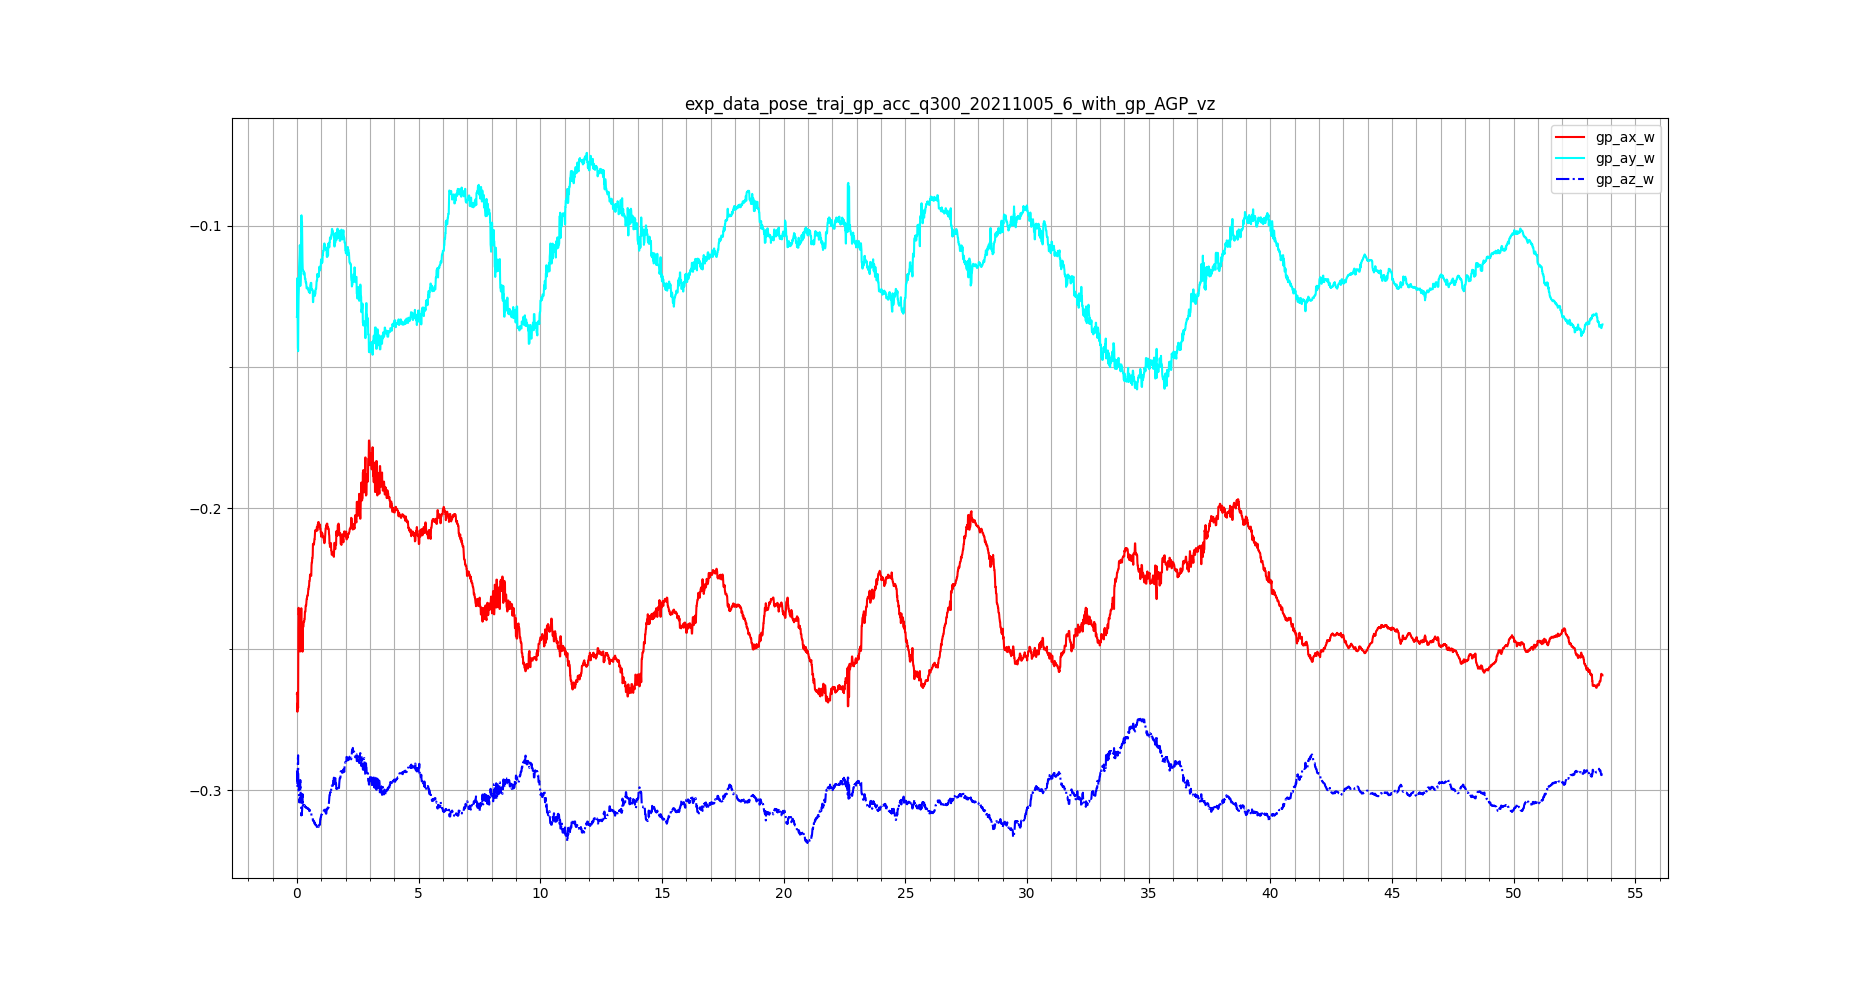 exp_data_pose_traj_gp_acc_q300_20211005_6_with_gp_AGP_vz
gp_ax_w
gp_ay_w
gp_az_w
−0.1
−0.2
−0.3
0 5 10 15 20 25 30 35 40 45 50 55